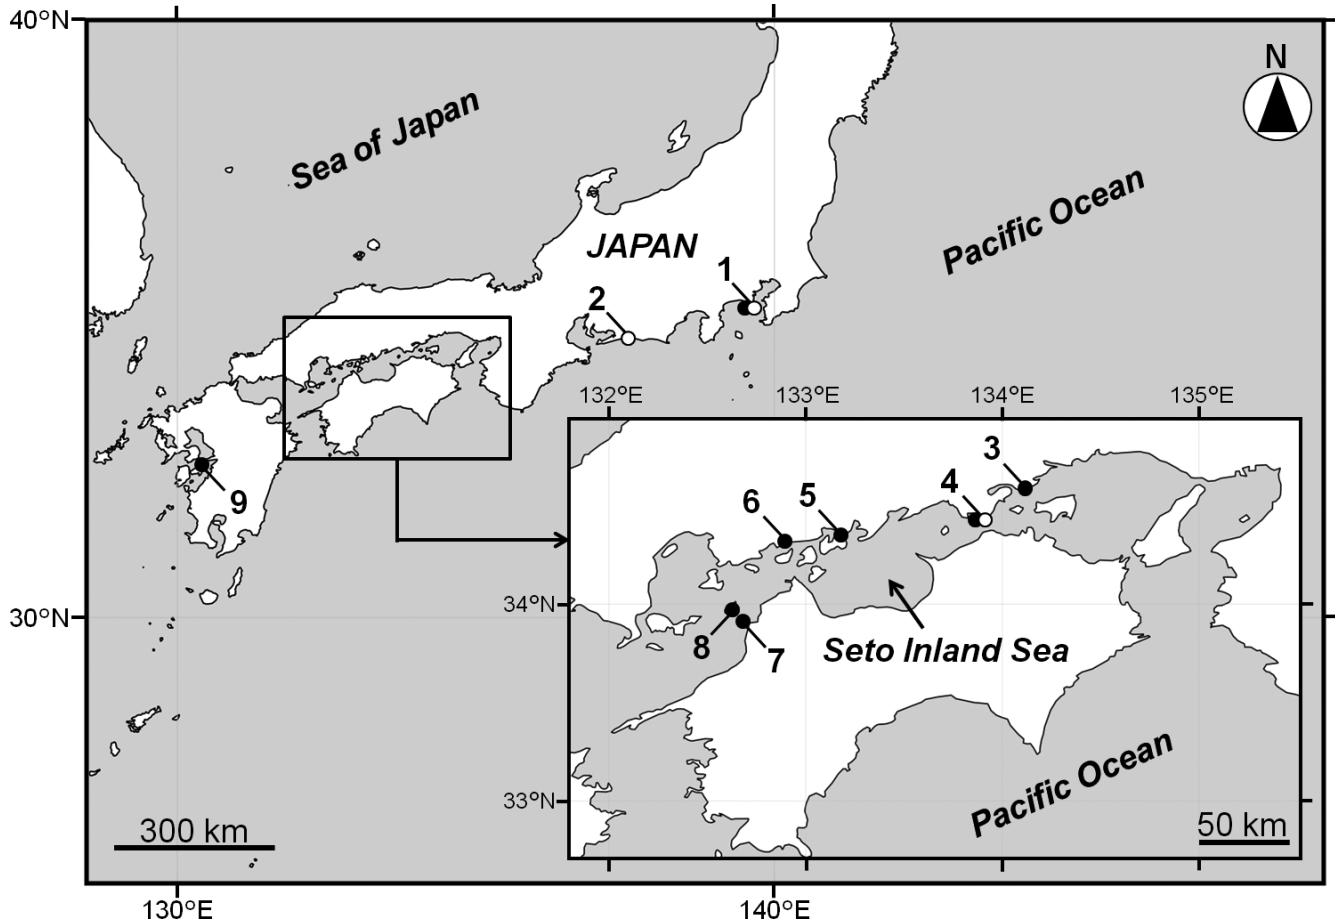 40°N
N
Sea of Japan
Pacific Ocean
JAPAN
1
2
132°E
133°E
134°E
135°E
3
4
5
6
9
34°N
30°N
8
7
Seto Inland Sea
Pacific Ocean
33°N
300 km
50 km
130°E
140°E